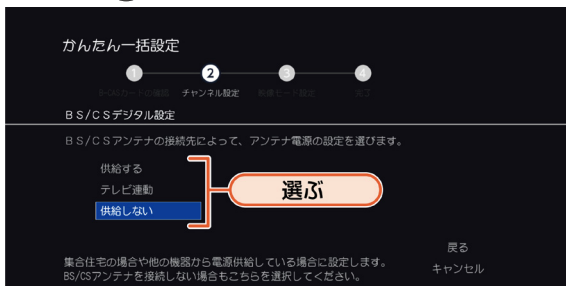 かんたん一括設定
1 2 3 4
B-CASカードの確認 チャンネル設定 映像モード設定 完了
BS/CSデジタル設定
BS/CSアンテナの接続先によって、アンテナ電源の設定を選びます。
供給する
テレビ連動
供給しない
選ぶ
戻る
集合住宅の場合や他の機器から電源供給している場合に設定します。
キャンセル
BS/CSアンテナを接続しない場合もこちらを選択してください。